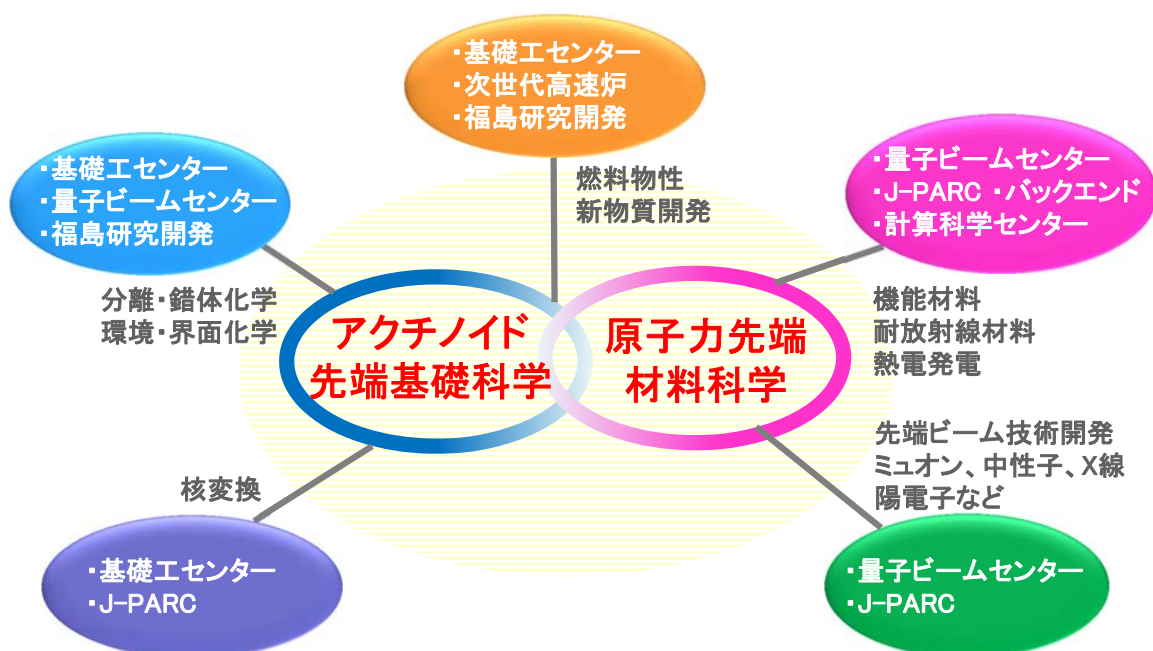 ・基礎工センター
・次世代高速炉
・福島研究開発
・基礎工センター
・量子ビームセンター
・福島研究開発
・量子ビームセンター
・J-PARC ・バックエンド
・計算科学センター
燃料物性
新物質開発
分離・錯体化学
環境・界面化学
機能材料
耐放射線材料
熱電発電
アクチノイド
先端基礎科学
原子力先端
材料科学
先端ビーム技術開発
ミュオン、中性子、X線
陽電子など
核変換
・基礎工センター
・J-PARC
・量子ビームセンター
・J-PARC